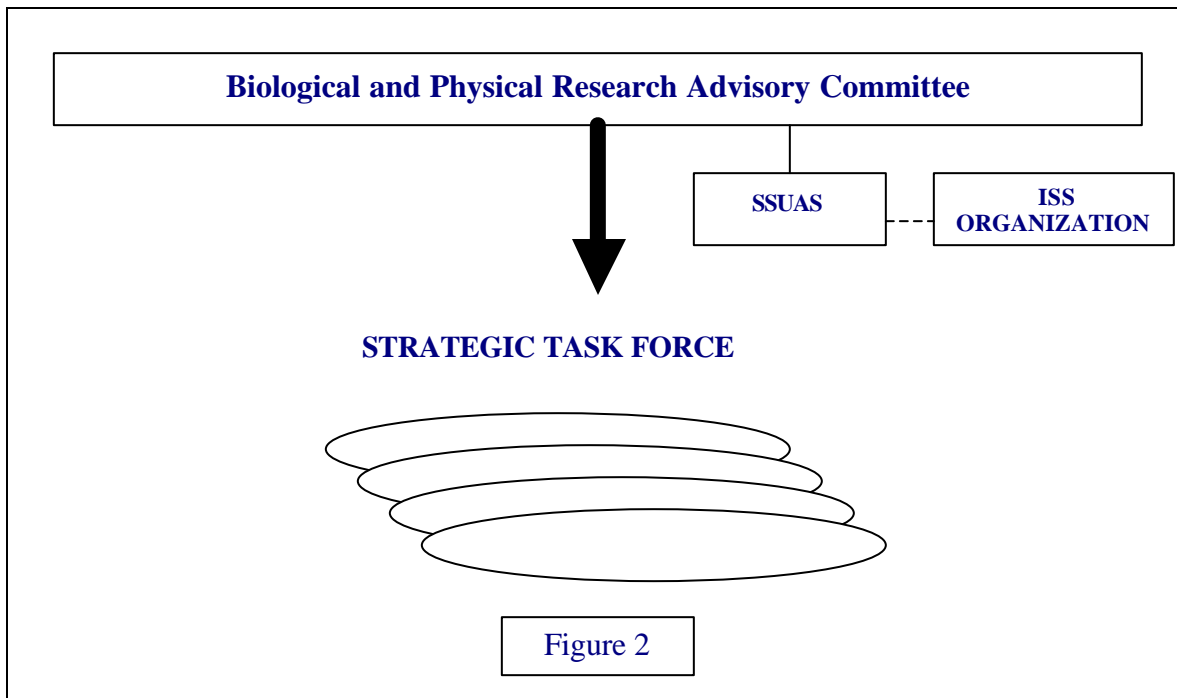 Biological and Physical Research Advisory Committee
SSUAS
ISS
ORGANIZATION
STRATEGIC TASK FORCE
Figure 2